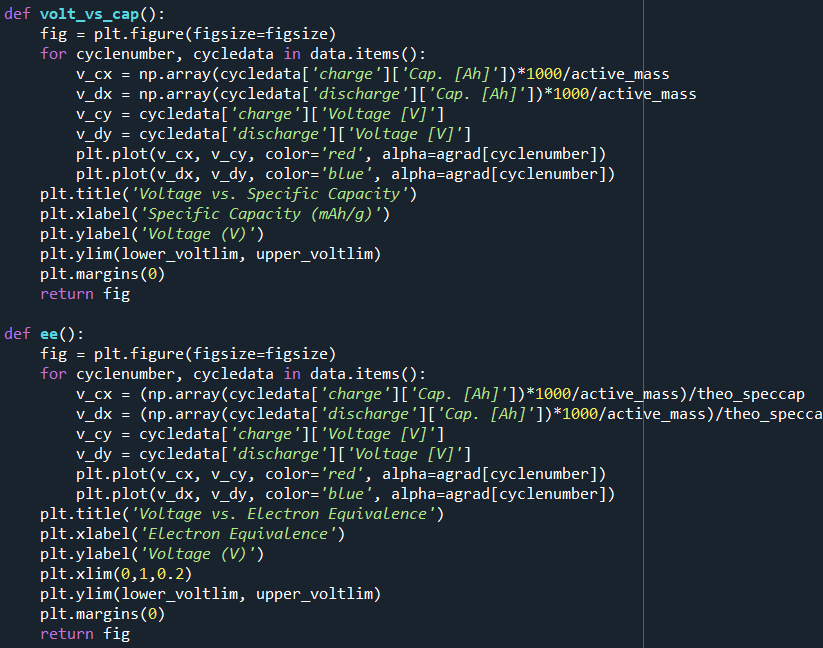 def volt_vs_cap():
    fig = plt.figure(figsize=figsize)
    for cyclenumber, cycledata in data.items():
        v_cx = np.array(cycledata['charge']['Cap. [Ah]'])*1000/active_mass
        v_dx = np.array(cycledata['discharge']['Cap. [Ah]'])*1000/active_mass
        v_cy = cycledata['charge']['Voltage [V]']
        v_dy = cycledata['discharge']['Voltage [V]']
        plt.plot(v_cx, v_cy, color='red', alpha=agrad[cyclenumber])
        plt.plot(v_dx, v_dy, color='blue', alpha=agrad[cyclenumber])
    plt.title('Voltage vs. Specific Capacity')
    plt.xlabel('Specific Capacity (mAh/g)')
    plt.ylabel('Voltage (V)')
    plt.ylim(lower_voltlim, upper_voltlim)
    plt.margins(0)
    return fig

def ee():
    fig = plt.figure(figsize=figsize)
    for cyclenumber, cycledata in data.items():
        v_cx = (np.array(cycledata['charge']['Cap. [Ah]'])*1000/active_mass)/theo_speccap
        v_dx = (np.array(cycledata['discharge']['Cap. [Ah]'])*1000/active_mass)/theo_specca
        v_cy = cycledata['charge']['Voltage [V]']
        v_dy = cycledata['discharge']['Voltage [V]']
        plt.plot(v_cx, v_cy, color='red', alpha=agrad[cyclenumber])
        plt.plot(v_dx, v_dy, color='blue', alpha=agrad[cyclenumber])
    plt.title('Voltage vs. Electron Equivalence')
    plt.xlabel('Electron Equivalence')
    plt.ylabel('Voltage (V)')
    plt.xlim(0,1,0.2)
    plt.ylim(lower_voltlim, upper_voltlim)
    plt.margins(0)
    return fig